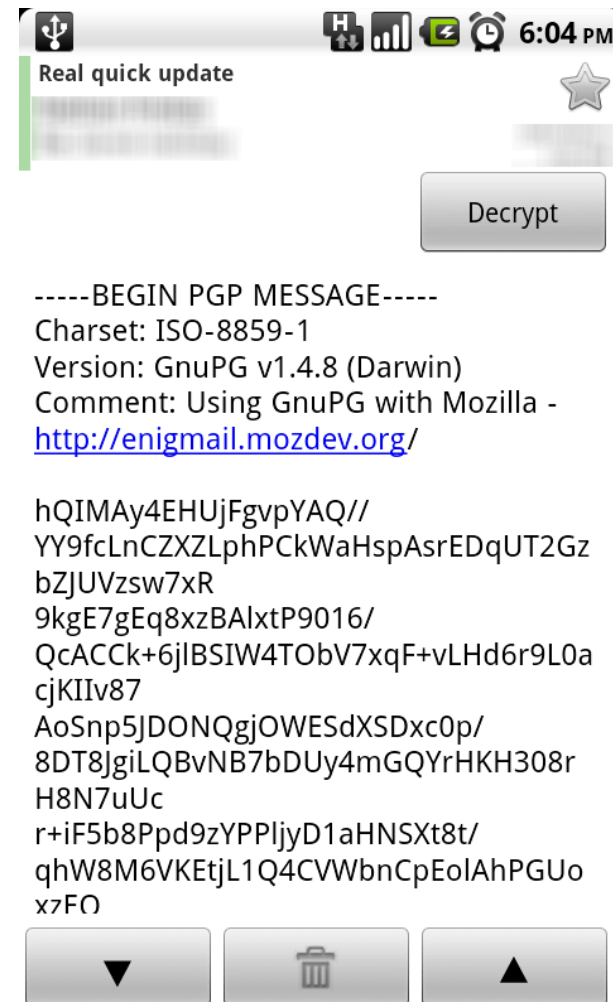 H
6:04 PM
Real quick update
Decrypt
-----BEGIN PGP MESSAGE-----
Charset: ISO-8859-1
Version: GnuPG v1.4.8 (Darwin)
Comment: Using GnuPG with Mozilla -
http://enigmail.mozdev.org/
hQIMAy4EHUjFgvpYAQ//
YY9fcLnCZXZLphPCkWaHspAsrEDqUT2Gz
bZJUVzsw7xR
9kgE7gEq8xzBAlxtP9016/
QcACCk+6jlBSIW4TObV7xqF+vLHd6r9L0a
cjKIIv87
AoSnp5JDONQgjOWESdXSDxc0p/
8DT8JgiLQBvNB7bDUy4mGQYrHKH308r
H8N7uUc
r+iF5b8Ppd9zYPPljyD1aHNSXt8t/
qhW8M6VKEtjL1Q4CVWbnCpEolAhPGUo